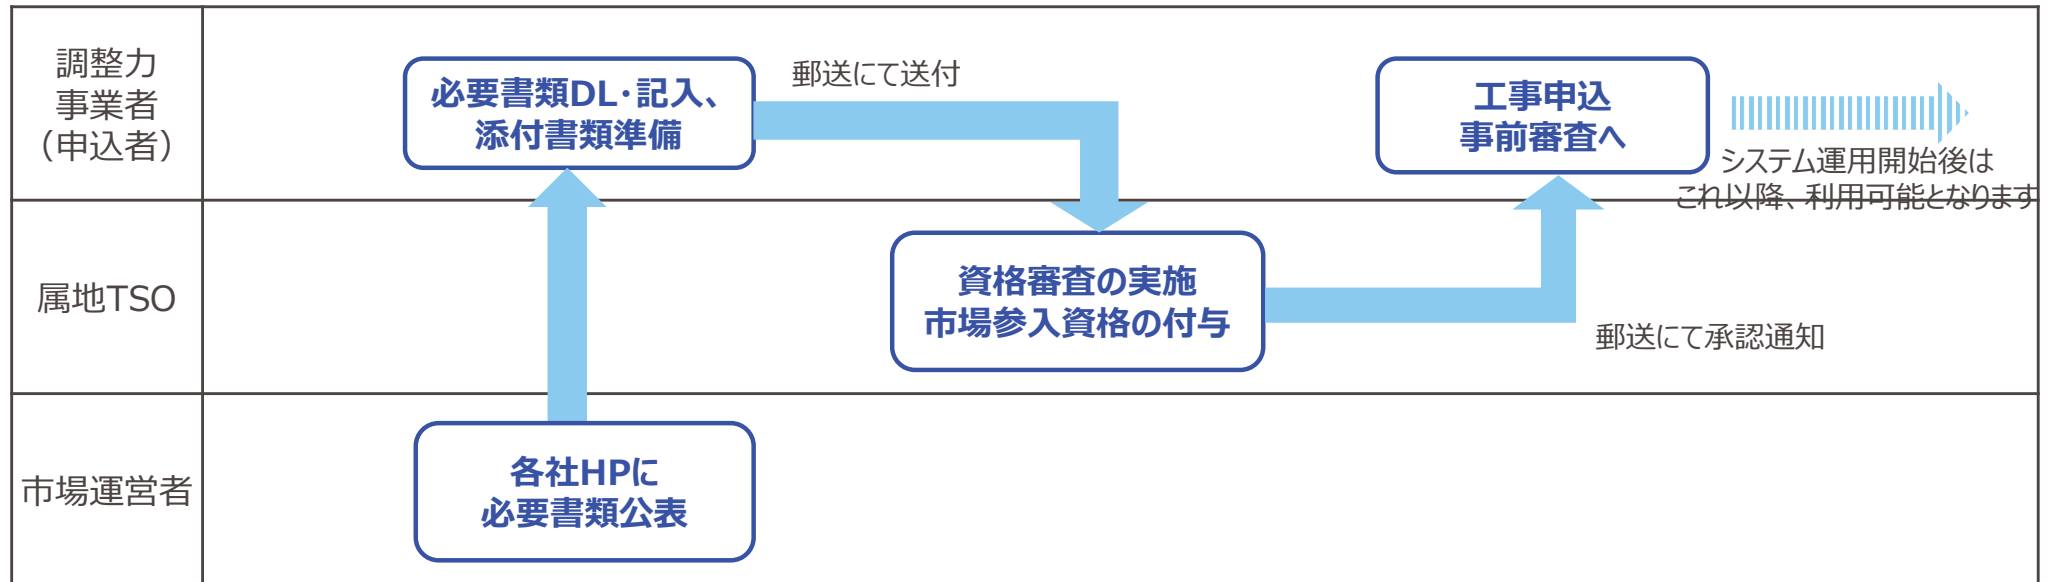 調整力
事業者
（申込者）
必要書類DL・記入、
添付書類準備
郵送にて送付
工事申込
事前審査へ
システム運用開始後は
これ以降、利用可能となります
属地TSO
資格審査の実施
市場参入資格の付与
郵送にて承認通知
市場運営者
各社HPに
必要書類公表